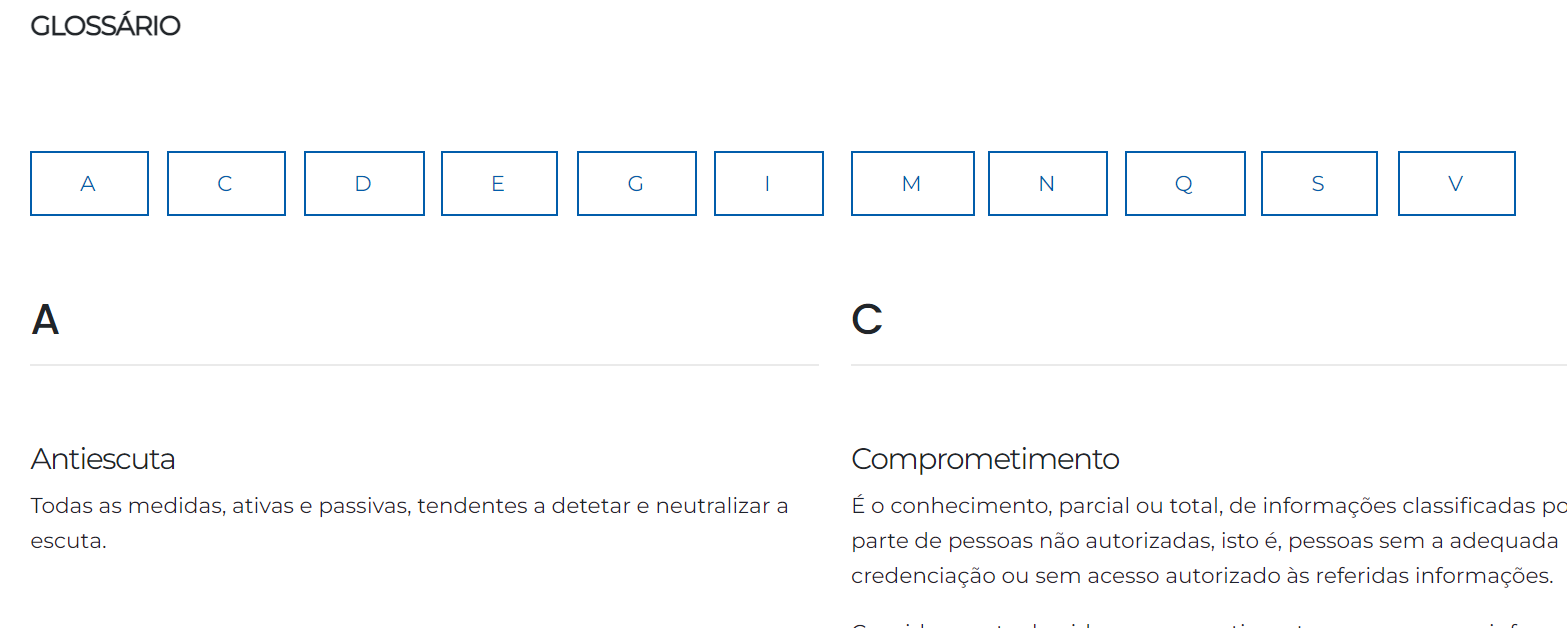 GLOSSÁRIO
A C D E G I M N Q S V
A
Antiescuta
Todas as medidas, ativas e passivas, tendentes a detetar e neutralizar a
escuta.
C
Comprometimento
É o conhecimento, parcial ou total, de informações classificadas
parte de pessoas não autorizadas, isto é, pessoas sem a adequada
credenciação ou sem acesso autorizado às referidas informações.